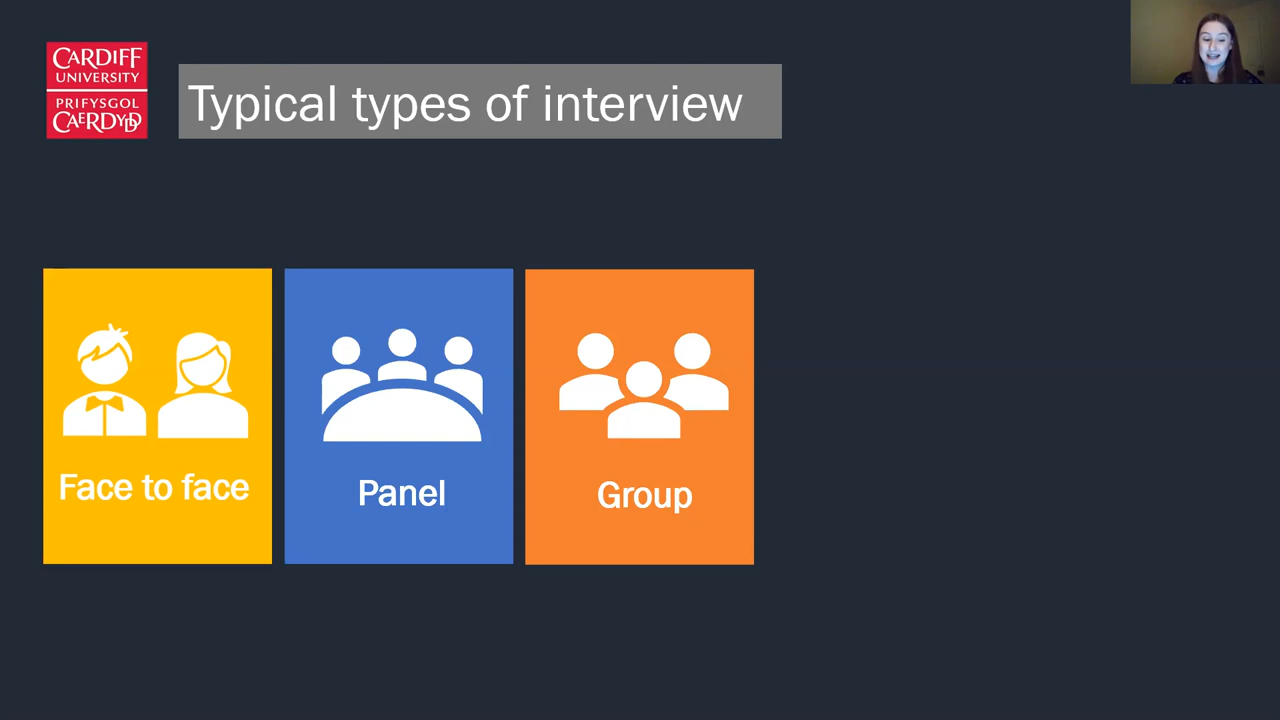 CARDIFF
UNIVERSITY
PRIFYSGOL
CAERDYDD
Typical types of interview
Face to face
Panel
Group